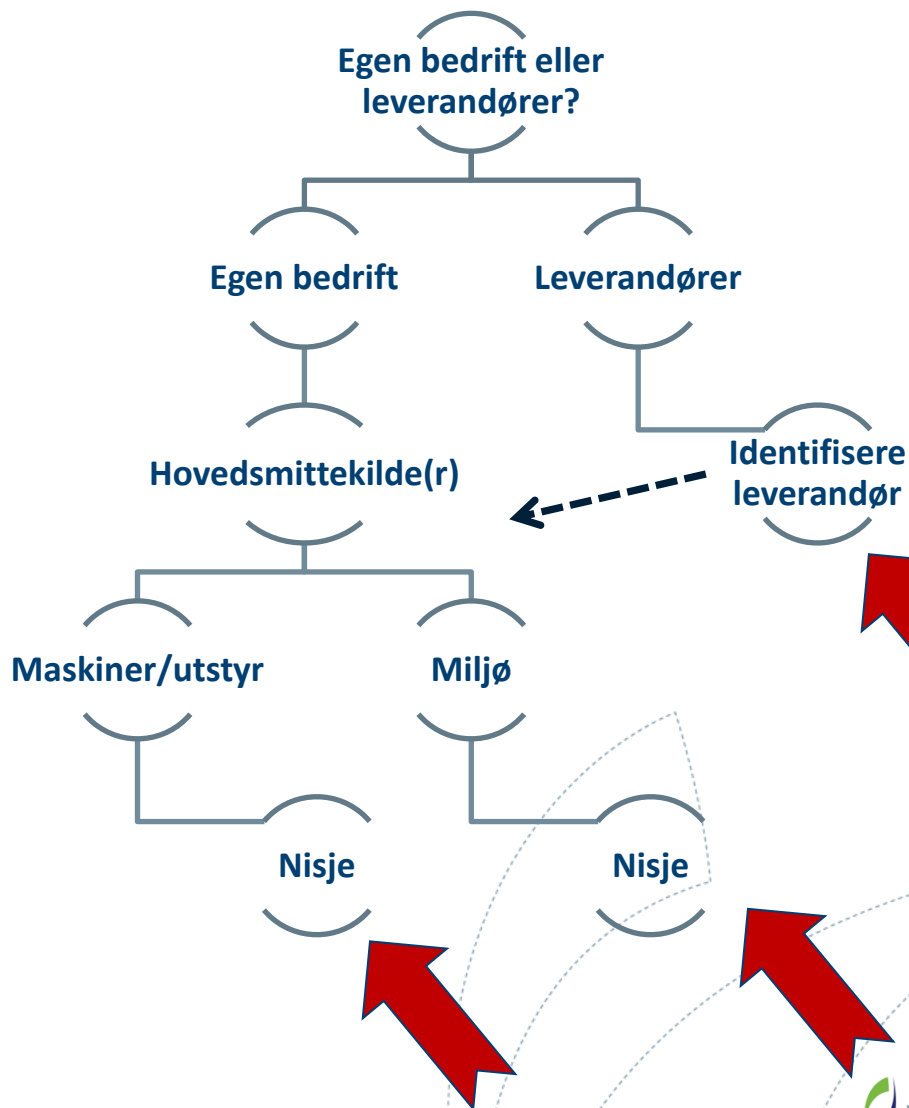 Egen bedrift eller
leverandører?
Egen bedrift
Leverandører
Hovedsmittekilde(r)
Identifisere
leverandør
Maskiner/utstyr
Miljø
Nisje
Nisje